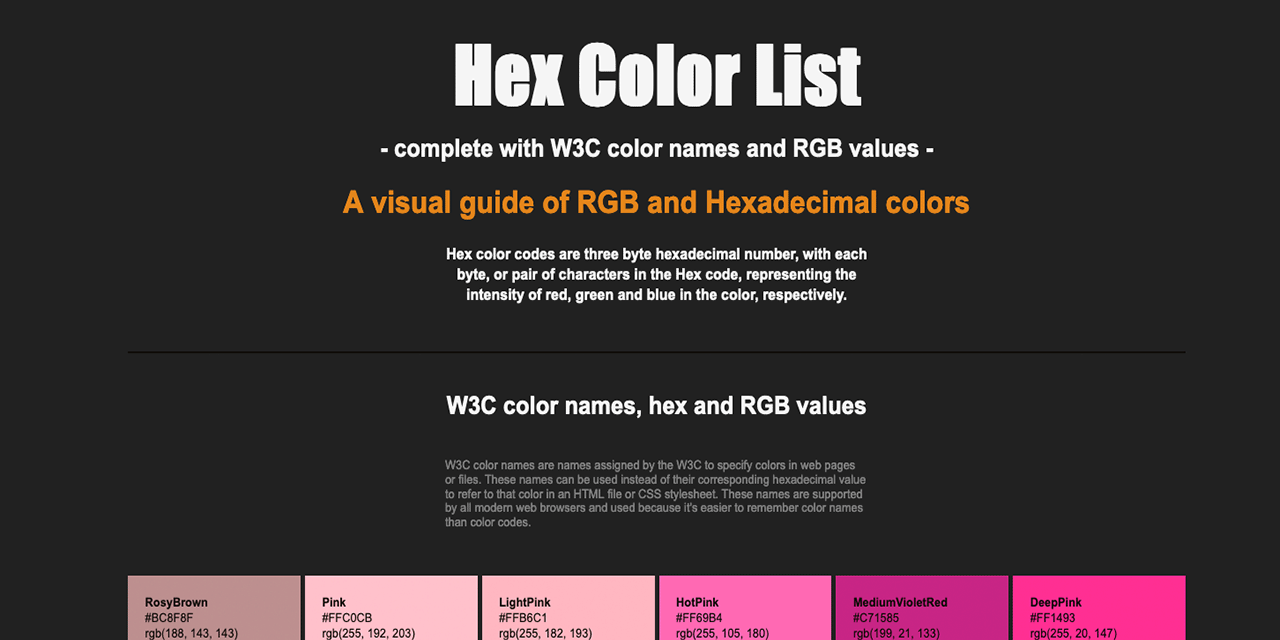 Hex Color List
- complete with W3C color names and RGB values -
A visual guide of RGB and Hexadecimal colors
Hex color codes are three byte hexadecimal number, with each
byte, or pair of characters in the Hex code, representing the
intensity of red, green and blue in the color, respectively.
W3C color names, hex and RGB values
W3C color names are names assigned by the W3C to specify colors in web pages
or files. These names can be used instead of their corresponding hexadecimal value
to refer to that color in an HTML file or CSS stylesheet. These names are supported
by all modern web browsers and used because it's easier to remember color names
than color codes.
RosyBrown
#BC8F8F
rgb(188, 143, 143)
Pink
#FFC0CB
rgb(255, 192, 203)
LightPink
#FFB6C1
rgb(255, 182, 193)
HotPink
#FF69B4
rgb(255, 105, 180)
MediumVioletRed
#C71585
rgb(199, 21, 133)
DeepPink
#FF1493
rgb(255, 20, 147)